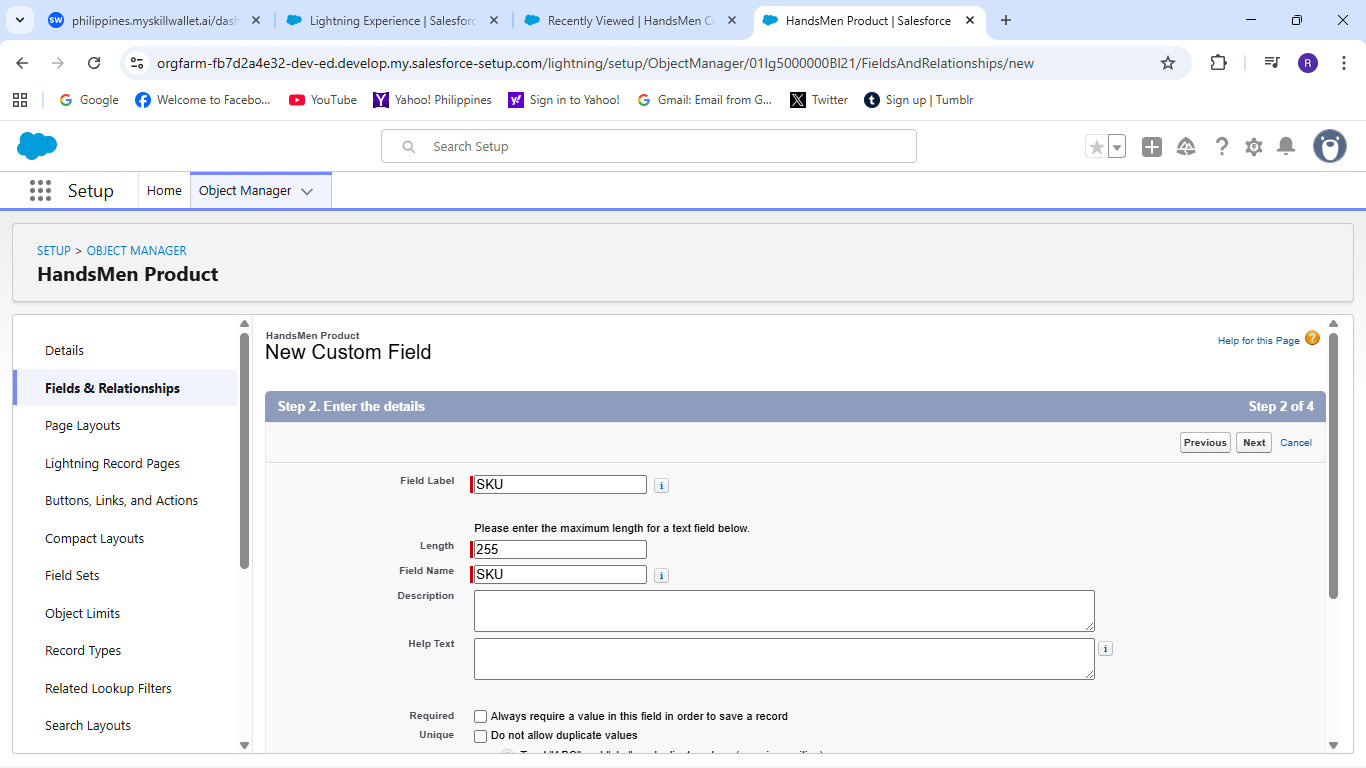 SW philippines.myskillwallet.ai/das
Lightning Experience | Salesforc
Recently Viewed | HandsMen C
HandsMen Product | Salesforce
orgfarm-fb7d2a4e32-dev-ed.develop.my.salesforce-setup.com/lightning/setup/ObjectManager/01Ig5000000BI21/FieldsAndRelationships/new
R
Google
Welcome to Facebo...
YouTube
Yahoo! Philippines
Sign in to Yahoo!
Gmail: Email from G...
Twitter
Sign up | Tumblr
Search Setup
Setup
Home
Object Manager
SETUP > OBJECT MANAGER
HandsMen Product
Details
Fields & Relationships
Page Layouts
Lightning Record Pages
Buttons, Links, and Actions
Compact Layouts
Field Sets
Object Limits
Record Types
Related Lookup Filters
Search Layouts
HandsMen Product
New Custom Field
Help for this Page ?
Step 2. Enter the details
Step 2 of 4
Previous
Next
Cancel
Field Label SKU i
Please enter the maximum length for a text field below.
Length 255
Field Name SKU i
Description
Help Text i
Required Always require a value in this field in order to save a record
Unique Do not allow duplicate values